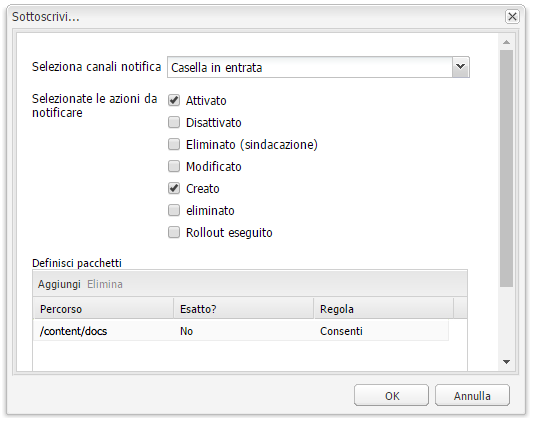 Sottoscrivi...
Seleziona canali notifica
Casella in entrata
Selezionate le azioni da
notificare
Attivato
Disattivato
Eliminato (sindacazione)
Modificato
Creato
eliminato
Rollout eseguito
Definisci pacchetti
Aggiungi Elimina
Percorso Esatto? Regola
/content/docs No Consenti
OK Annulla